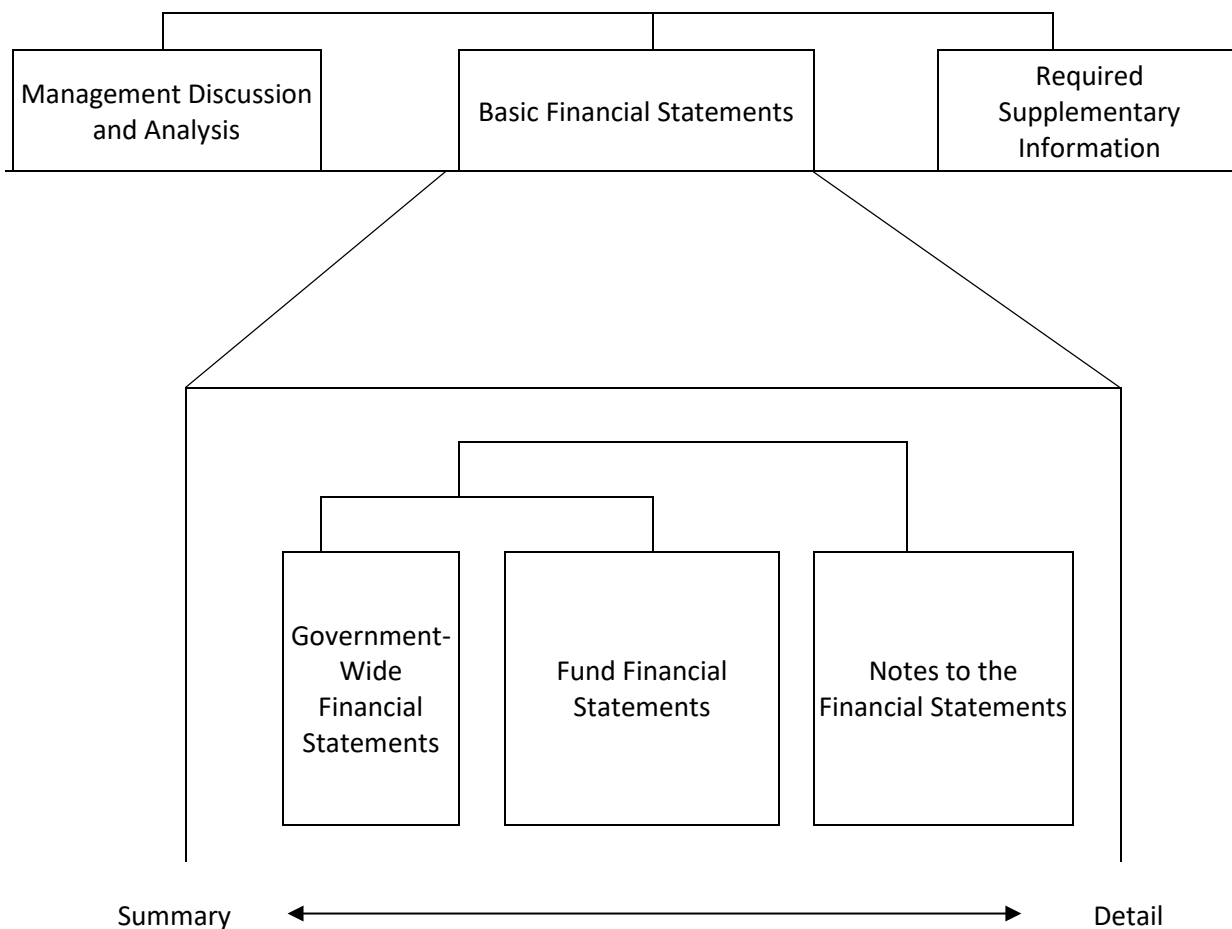 Management Discussion
and Analysis
Basic Financial Statements
Required
Supplementary
Information
Government-
Wide
Financial
Statements
Fund Financial
Statements
Notes to the
Financial Statements
Summary
Detail